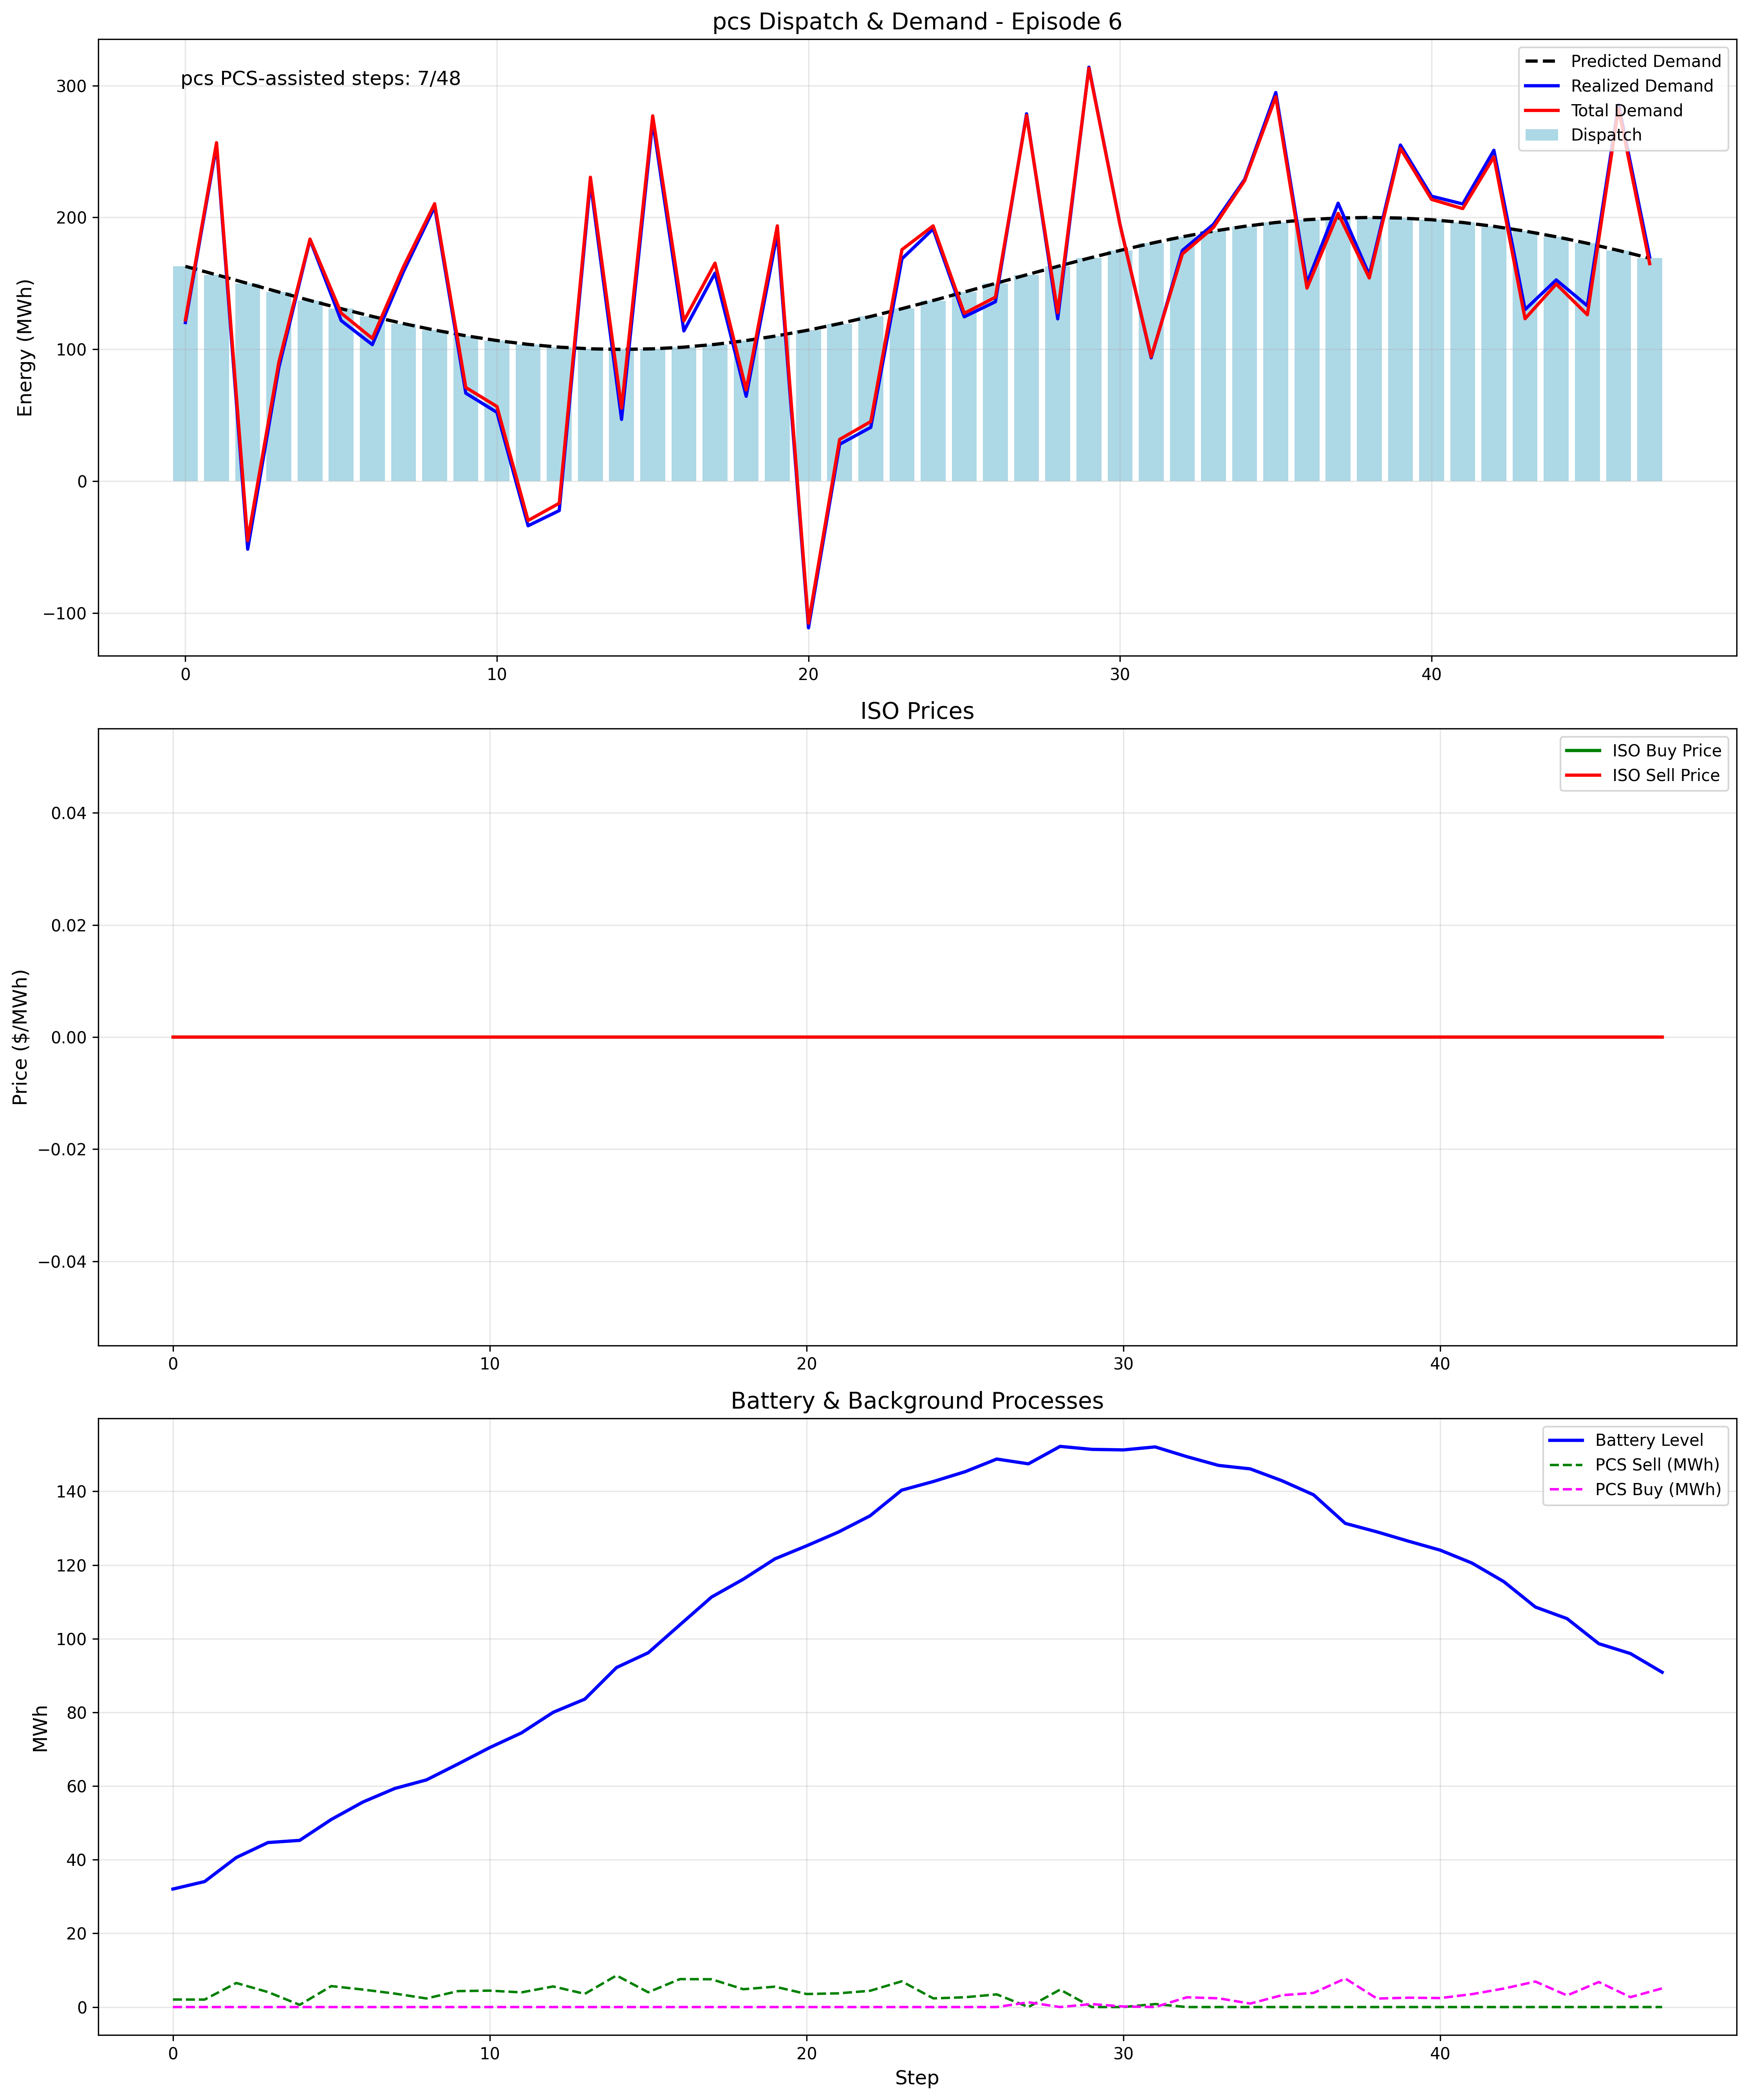 pcs Dispatch & Demand - Episode 6
pcs PCS-assisted steps: 7/48
Predicted Demand
Realized Demand
Total Demand
Dispatch
Energy (MWh)
300
200
100
0
−100
0 10 20 30 40
ISO Prices
ISO Buy Price
ISO Sell Price
Price ($/MWh)
0.04
0.02
0.00
−0.02
−0.04
0 10 20 30 40
Battery & Background Processes
Battery Level
PCS Sell (MWh)
PCS Buy (MWh)
MWh
140
120
100
80
60
40
20
0
0 10 20 30 40
Step